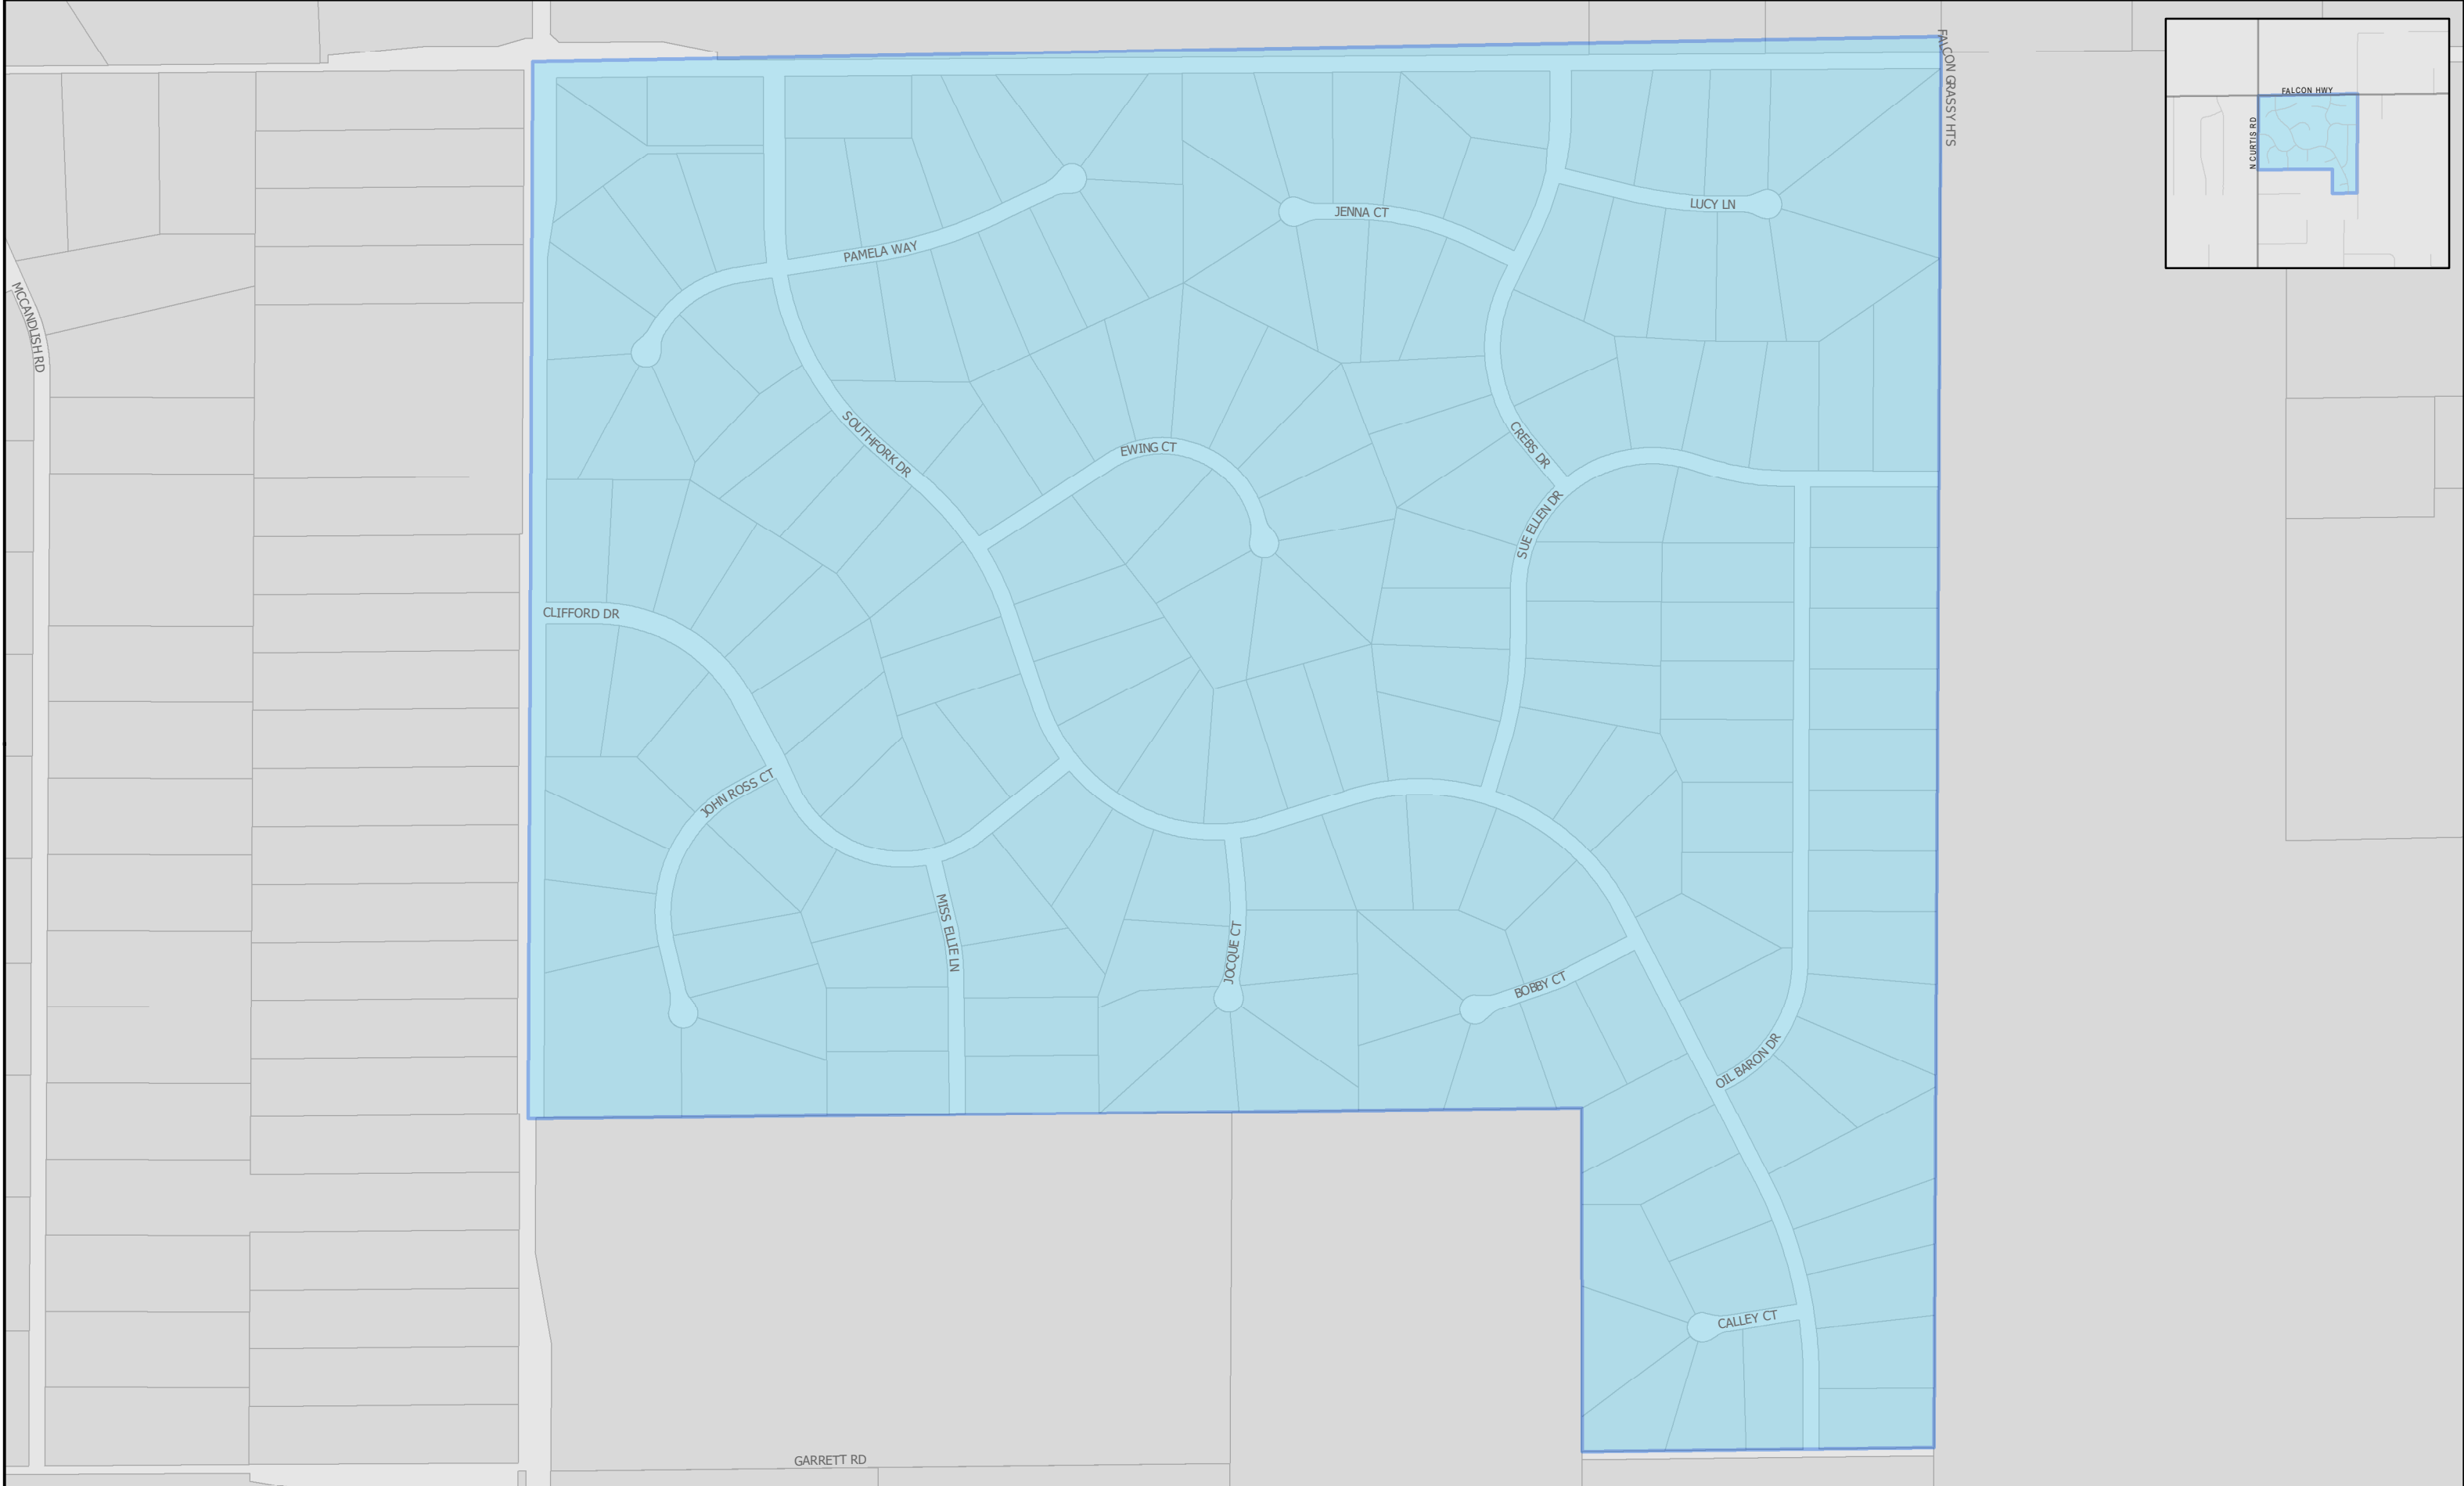 FALCON GRASSY HTS
FALCON HWY
N CURTIS RD
LUCY LN
JENNA CT
PAMELA WAY
MCCANDLISH RD
SOUTHFORK DR
EWING CT
CREBS DR
SUE ELLEN DR
CLIFFORD DR
JOHN ROSS CT
MISS ELLIE LN
JOCQUE CT
BOBBY CT
OIL BARON DR
CALLEY CT
GARRETT RD